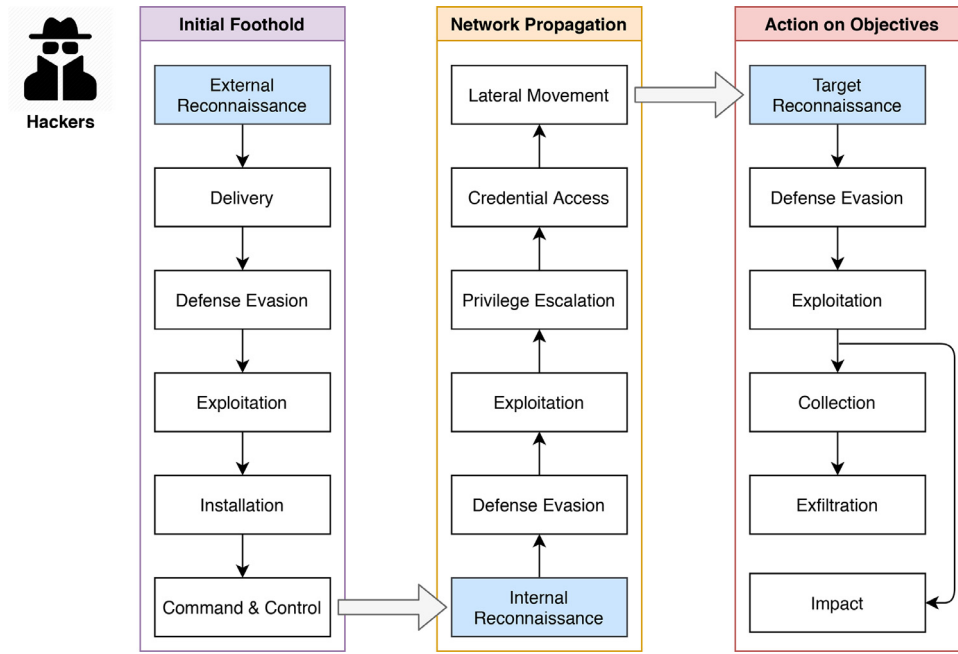 Hackers
Initial Foothold
External
Reconnaissance
Delivery
Defense Evasion
Exploitation
Installation
Command & Control
Network Propagation
Lateral Movement
Credential Access
Privilege Escalation
Exploitation
Defense Evasion
Internal
Reconnaissance
Action on Objectives
Target
Reconnaissance
Defense Evasion
Exploitation
Collection
Exfiltration
Impact